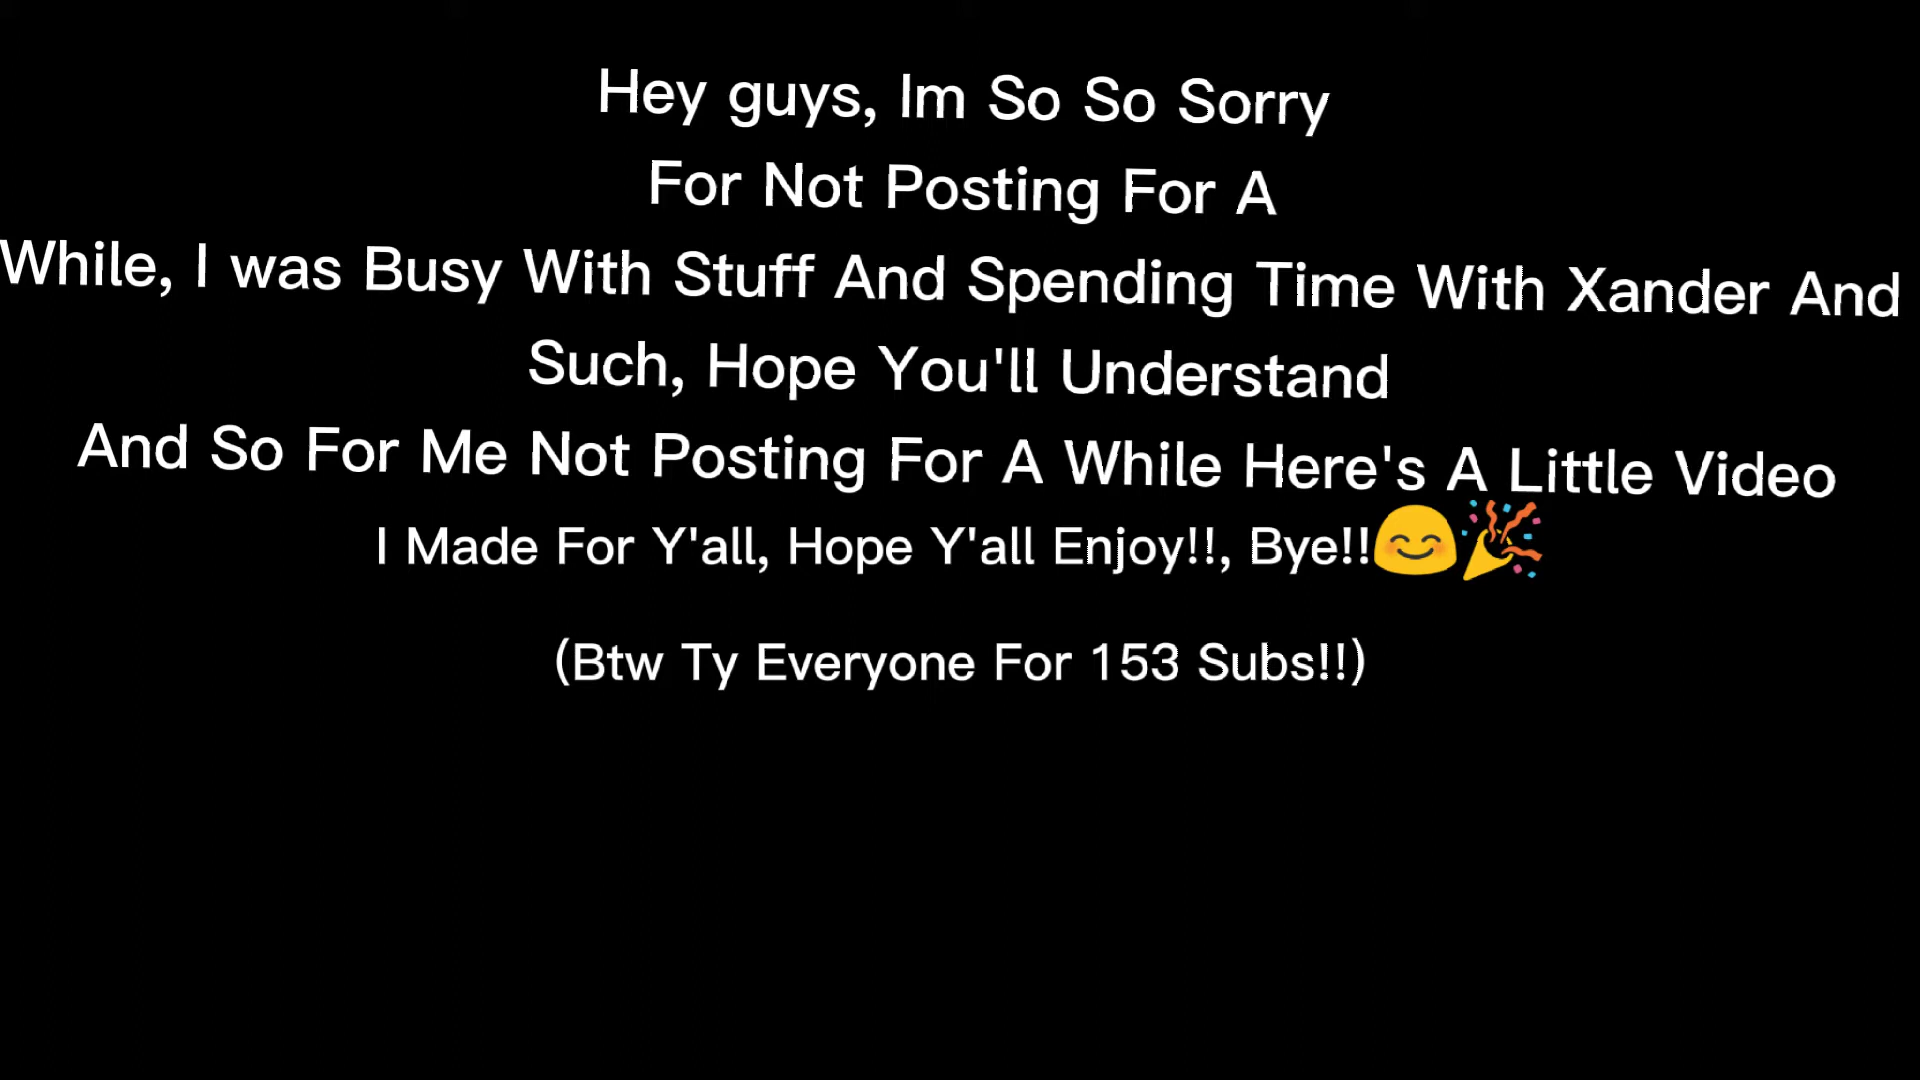 Hey guys, Im So So Sorry
For Not Posting For A
While, I was Busy With Stuff And Spending Time With Xander And
Such, Hope You'll Understand
And So For Me Not Posting For A While Here's A Little Video
I Made For Y'all, Hope Y'all Enjoy!!, Bye!!😊🎉
(Btw Ty Everyone For 153 Subs!!)